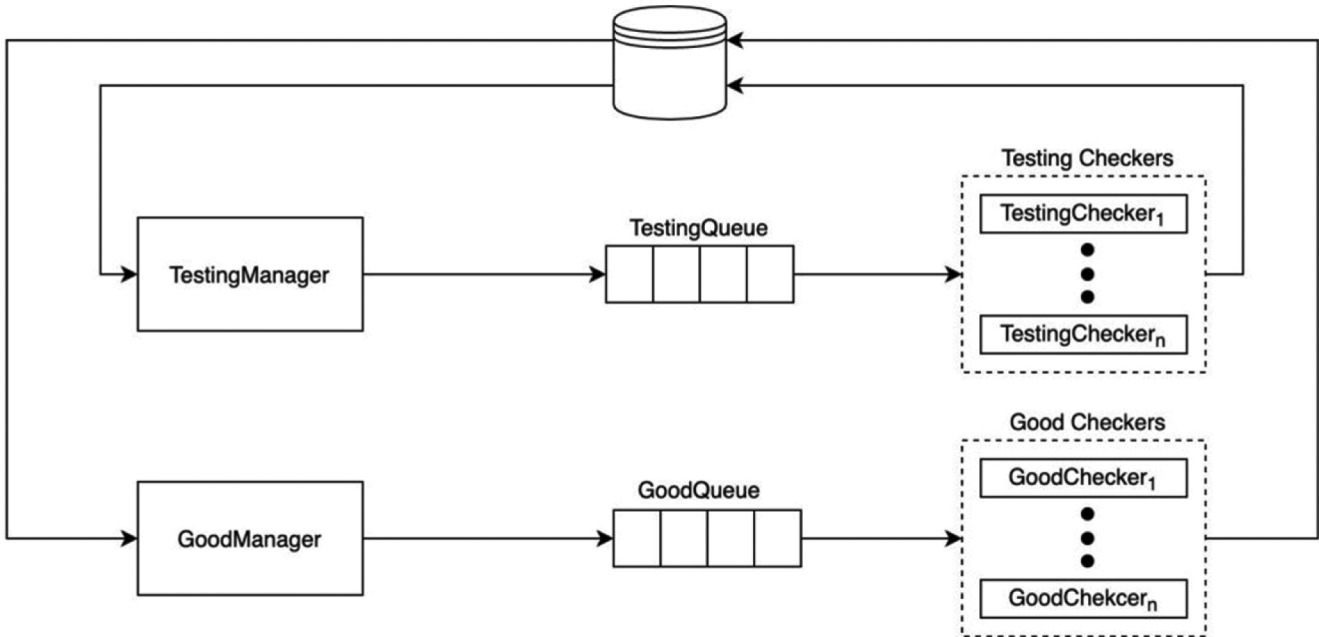 Testing Checkers
TestingChecker₁
TestingQueue
TestingManager
TestingCheckerₙ
Good Checkers
GoodChecker₁
GoodQueue
GoodManager
GoodChekcerₙ